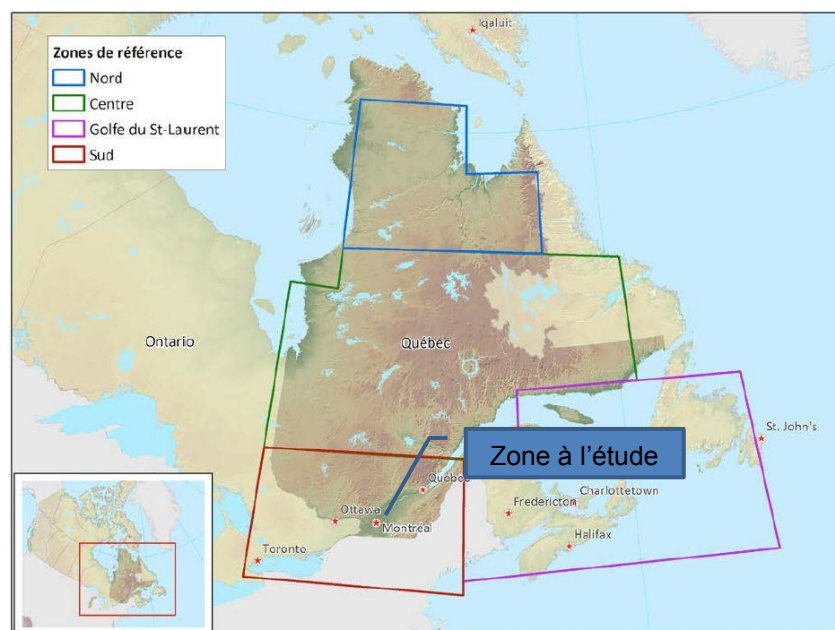 Iqaluit
Zones de référence
Nord
Centre
Golfe du St-Laurent
Sud
Ontario
Québec
Zone à l'étude
St. John's
Québec
Charlottetown
Ottawa
Fredericton
Montréal
Halifax
Toronto